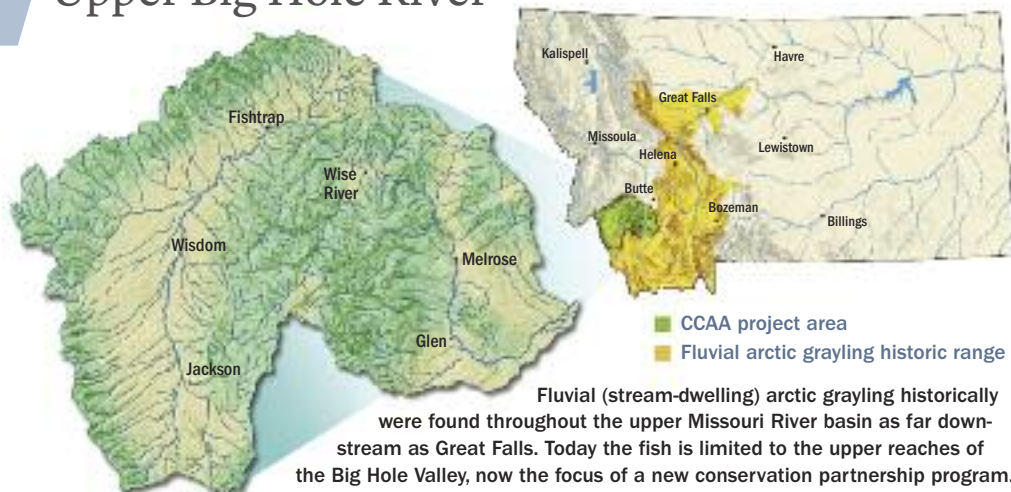 Upper Big Hole River
Fishtrap
Wise
River
Wisdom
Melrose
Glen
Jackson
Kalispell
Havre
Great Falls
Missoula
Lewistown
Helena
Butte
Bozeman
Billings
CCAA project area
Fluvial arctic grayling historic range
Fluvial (stream-dwelling) arctic grayling historically
were found throughout the upper Missouri River basin as far down-
stream as Great Falls. Today the fish is limited to the upper reaches of
the Big Hole Valley, now the focus of a new conservation partnership program.